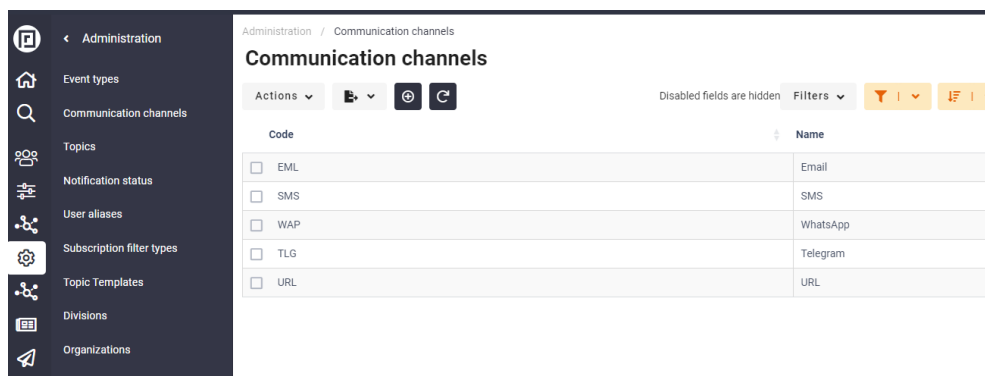 Administration
Event types
Communication channels
Topics
Notification status
User aliases
Subscription filter types
Topic Templates
Divisions
Organizations
Administration / Communication channels
Communication channels
Actions
Disabled fields are hidden Filters
Code Name
EML Email
SMS SMS
WAP WhatsApp
TLG Telegram
URL URL